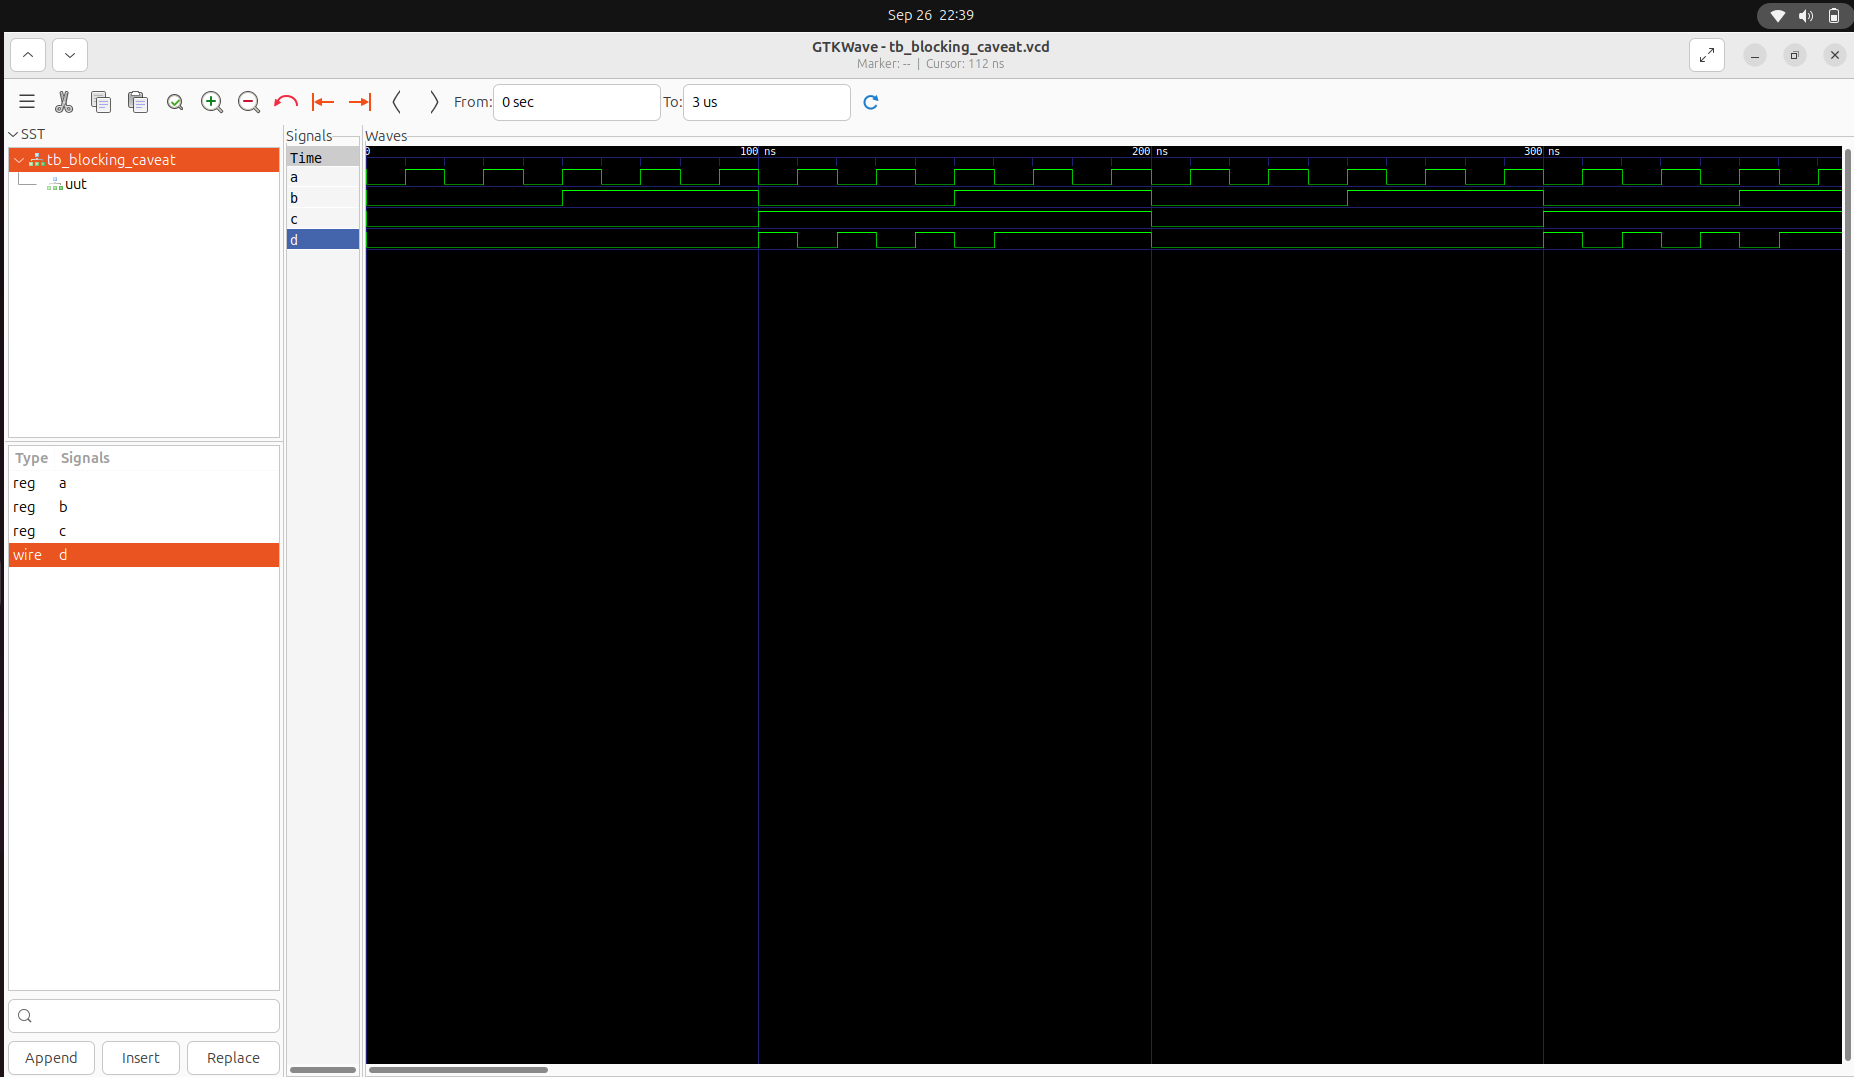 Sep 26 22:39
GTKWave - tb_blocking_caveat.vcd
Marker: -- | Cursor: 112 ns
From: 0 sec To: 3 us
SST
tb_blocking_caveat
uut
Type Signals
reg a
reg b
reg c
wire d
Append Insert Replace
Signals
Time
a
b
c
d
Waves
0 100 ns 200 ns 300 ns